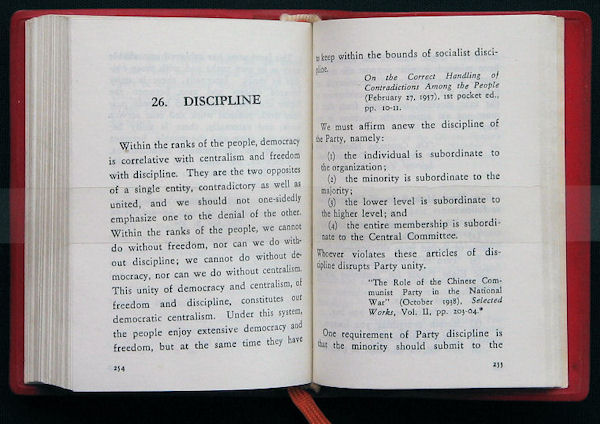 26. DISCIPLINE
Within the ranks of the people, democracy
is correlative with centralism and freedom
with discipline. They are the two opposites
of a single entity, contradictory as well as
united, and we should not one-sidedly
emphasize one to the denial of the other.
Within the ranks of the people, we cannot
do without freedom, nor can we do with-
out discipline; we cannot do without de-
mocracy, nor can we do without centralism.
This unity of democracy and centralism, of
freedom and discipline, constitutes our
democratic centralism. Under this system,
the people enjoy extensive democracy and
freedom, but at the same time they have
254
to keep within the bounds of socialist disci-
pline.
On the Correct Handling of
Contradictions Among the People
(February 27, 1957), 1st pocket ed.,
pp. 10-11.
We must affirm anew the discipline of
the Party, namely:
(1) the individual is subordinate to
the organization;
(2) the minority is subordinate to the
majority;
(3) the lower level is subordinate to
the higher level; and
(4) the entire membership is subordi-
nate to the Central Committee.
Whoever violates these articles of dis-
cipline disrupts Party unity.
"The Role of the Chinese Com-
munist Party in the National
War" (October 1938), Selected
Works, Vol. II, pp. 203-04.*
One requirement of Party discipline is
that the minority should submit to the
255